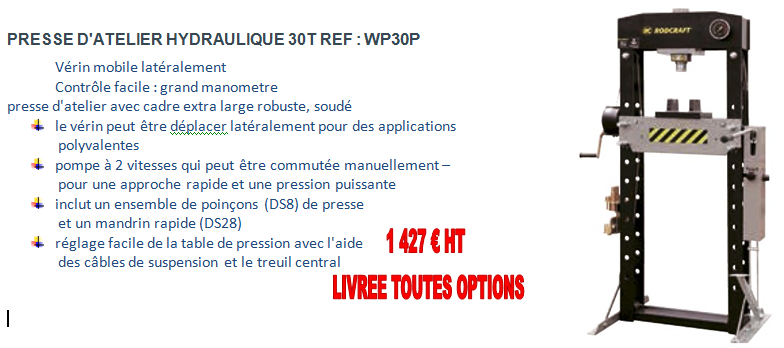 PRESSE D'ATELIER HYDRAULIQUE 30T REF : WP30P
Vérin mobile latéralement
Contrôle facile : grand manometre
presse d'atelier avec cadre extra large robuste, soudé
le vérin peut être déplacer latéralement pour des applications
polyvalentes
pompe à 2 vitesses qui peut être commutée manuellement –
pour une approche rapide et une pression puissante
inclut un ensemble de poinçons (DS8) de presse
et un mandrin rapide (DS28)
réglage facile de la table de pression avec l'aide
des câbles de suspension et le treuil central
1 427 € HT
LIVREE TOUTES OPTIONS
RC RODCRAFT